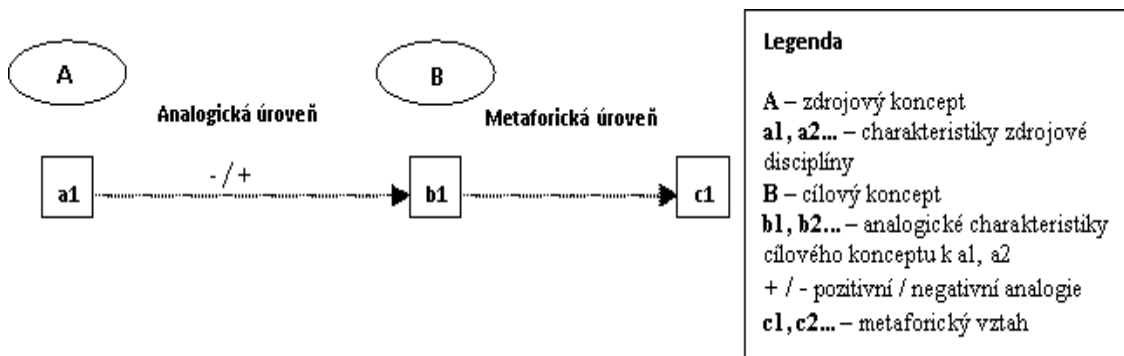 A
B
Analogická úroveň
Metaforická úroveň
- / +
a1
b1
c1
Legenda
A – zdrojový koncept
a1, a2... – charakteristiky zdrojové
disciplíny
B – cílový koncept
b1, b2... – analogické charakteristiky
cílového konceptu k a1, a2
+ / - pozitivní / negativní analogie
c1, c2... – metaforický vztah